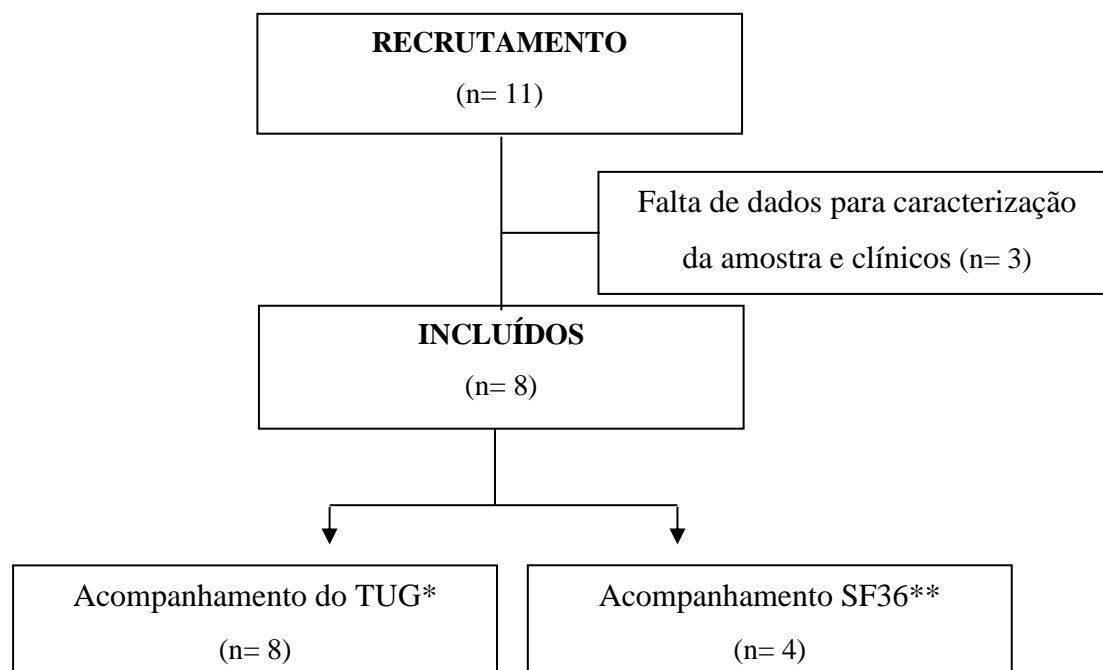 RECRUTAMENTO
(n= 11)
Falta de dados para caracterização
da amostra e clínicos (n= 3)
INCLUÍDOS
(n= 8)
Acompanhamento do TUG*
(n= 8)
Acompanhamento SF36**
(n= 4)